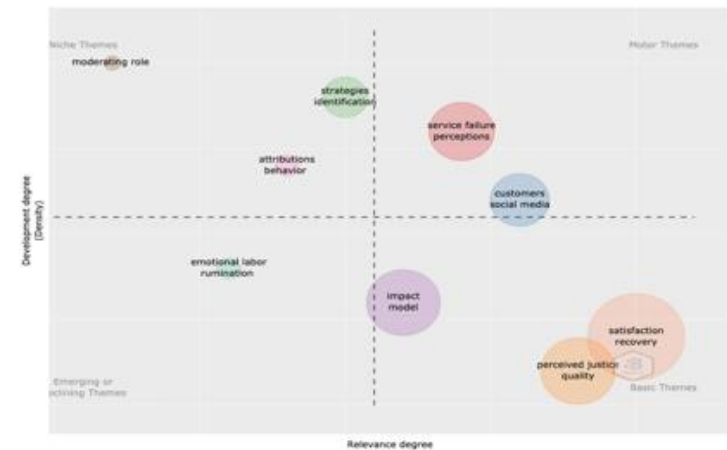 Niche Themes
Motor Themes
moderating role
strategies
identification
service failure
perceptions
attributions
behavior
customers
social media
Development degree
(Density)
emotional labor
rumination
impact
model
satisfaction
recovery
perceived justice
quality
Emerging or
clining Themes
Basic Themes
Relevance degree